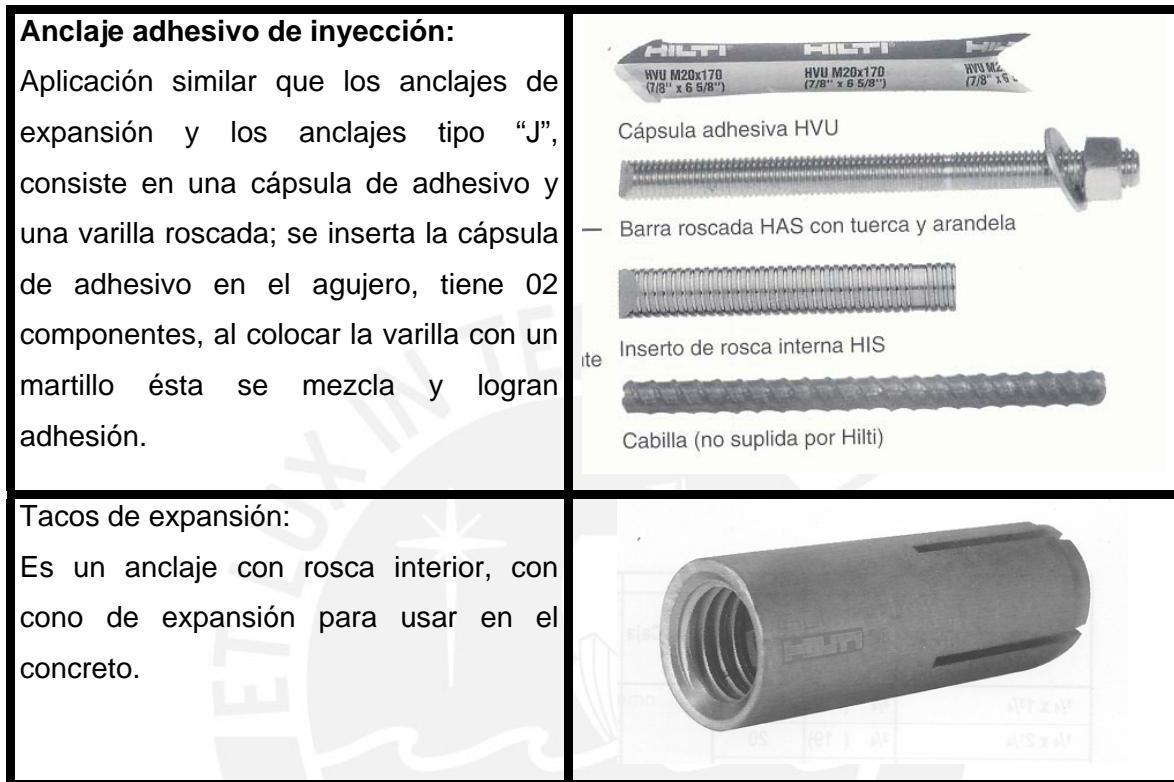 Anclaje adhesivo de inyección:
Aplicación similar que los anclajes de
expansión y los anclajes tipo “J”,
consiste en una cápsula de adhesivo y
una varilla roscada; se inserta la cápsula
de adhesivo en el agujero, tiene 02
componentes, al colocar la varilla con un
martillo ésta se mezcla y logran
adhesión.
HILTI HILTI HILTI
HVU M20x170 HVU M20x170
(7/8" x 6 5/8") (7/8" x 6 5/8")
Cápsula adhesiva HVU
Barra roscada HAS con tuerca y arandela
Inserto de rosca interna HIS
Cabilla (no suplida por Hilti)
Tacos de expansión:
Es un anclaje con rosca interior, con
cono de expansión para usar en el
concreto.
HILTI
ET LUX IN